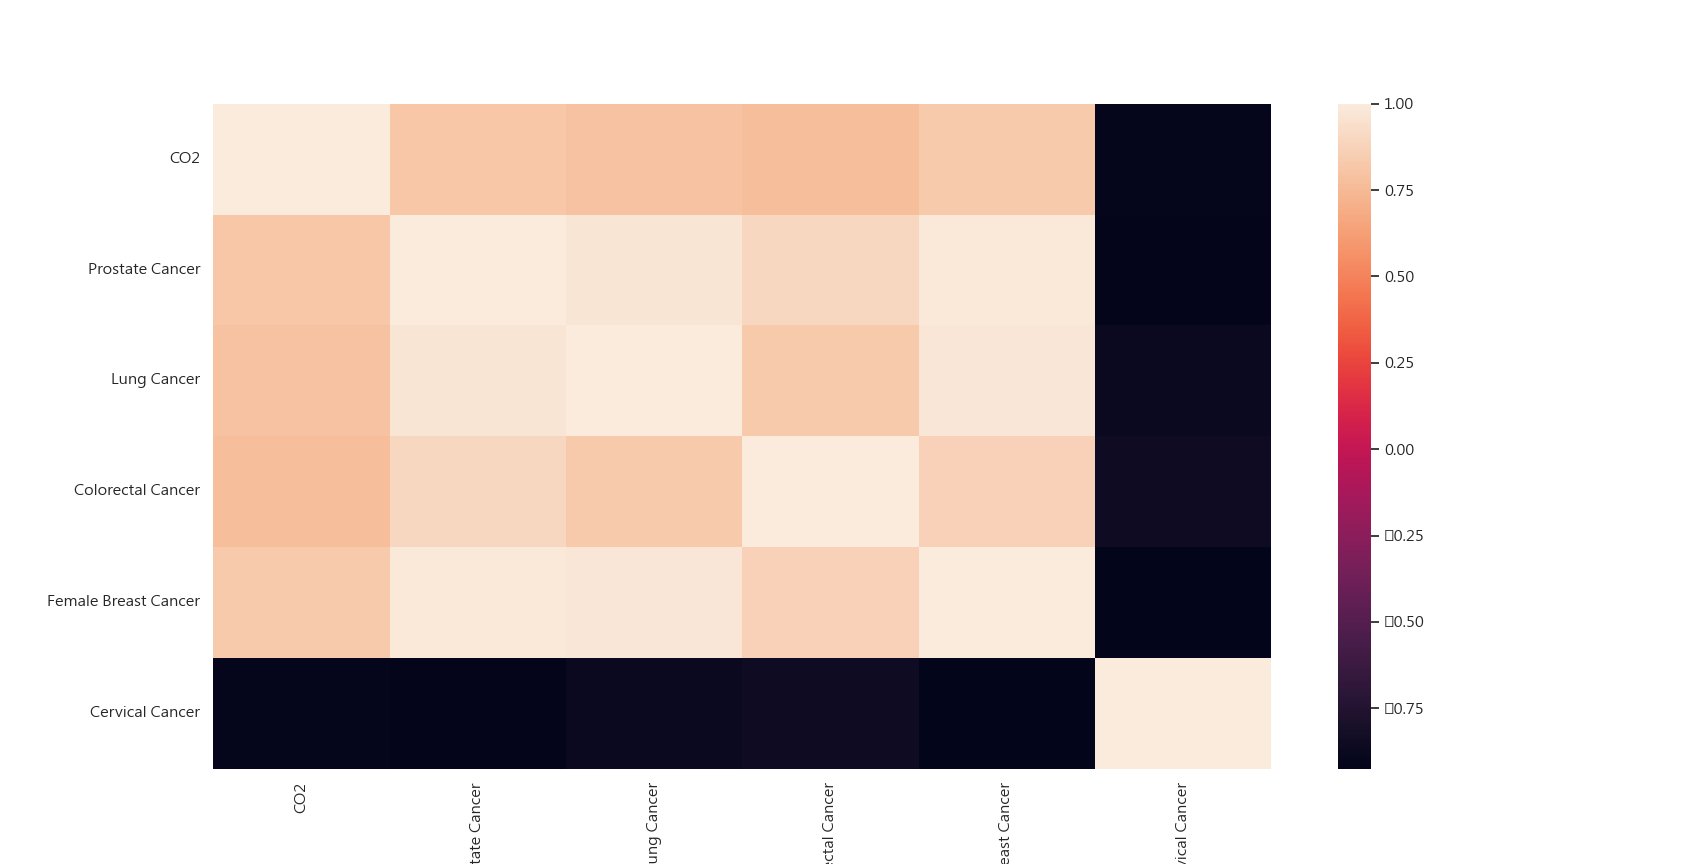 CO2
Prostate Cancer
Lung Cancer
Colorectal Cancer
Female Breast Cancer
Cervical Cancer
1.00
0.75
0.50
0.25
0.00
▯0.25
▯0.50
▯0.75
CO2
tate Cancer
ung Cancer
ectal Cancer
east Cancer
vical Cancer